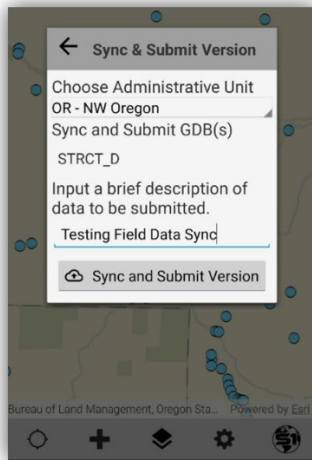 Sync & Submit Version
Choose Administrative Unit
OR - NW Oregon
Sync and Submit GDB(s)
STRCT_D
Input a brief description of
data to be submitted.
Testing Field Data Sync
Sync and Submit Version
Bureau of Land Management, Oregon Sta... Powered by Esri